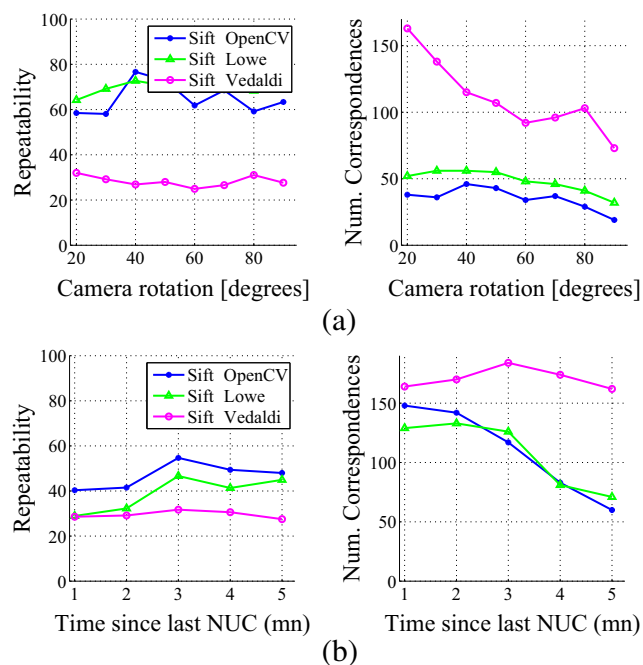 100
80
60
40
20
0
Repeatability
Sift OpenCV
Sift Lowe
Sift Vedaldi
20 40 60 80
Camera rotation [degrees]
150
100
50
0
Num. Correspondences
20 40 60 80
Camera rotation [degrees]
(a)
100
80
60
40
20
0
Repeatability
Sift OpenCV
Sift Lowe
Sift Vedaldi
1 2 3 4 5
Time since last NUC (mn)
150
100
50
0
Num. Correspondences
1 2 3 4 5
Time since last NUC (mn)
(b)